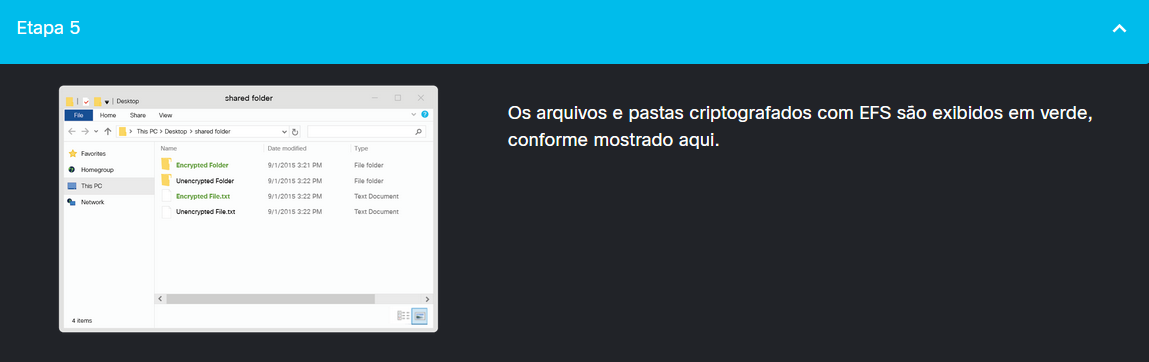 Etapa 5
Desktop
shared folder
File Home Share View
This PC > Desktop > shared folder
Favorites
Homegroup
This PC
Network
Name Date modified Type
Encrypted Folder 9/1/2015 3:21 PM File folder
Unencrypted Folder 9/1/2015 3:22 PM File folder
Encrypted File.txt 9/1/2015 3:22 PM Text Document
Unencrypted File.txt 9/1/2015 3:22 PM Text Document
4 items
Os arquivos e pastas criptografados com EFS são exibidos em verde,
conforme mostrado aqui.